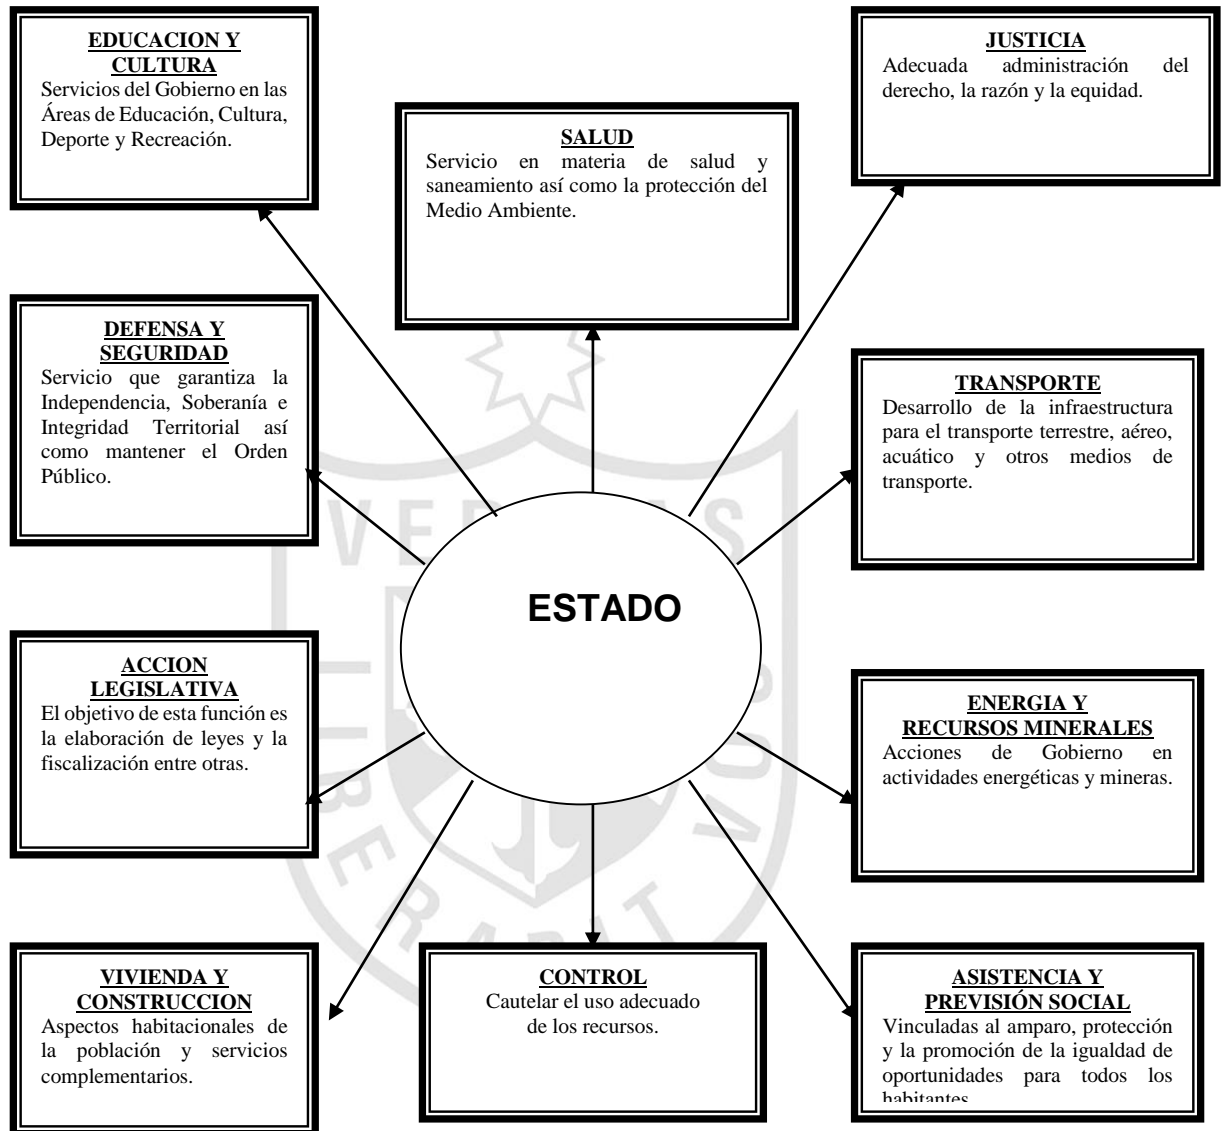 EDUCACION Y
CULTURA
Servicios del Gobierno en las
Áreas de Educación, Cultura,
Deporte y Recreación.
SALUD
Servicio en materia de salud y
saneamiento así como la protección del
Medio Ambiente.
JUSTICIA
Adecuada administración del
derecho, la razón y la equidad.
DEFENSA Y
SEGURIDAD
Servicio que garantiza la
Independencia, Soberanía e
Integridad Territorial así
como mantener el Orden
Público.
TRANSPORTE
Desarrollo de la infraestructura
para el transporte terrestre, aéreo,
acuático y otros medios de
transporte.
ESTADO
ACCION
LEGISLATIVA
El objetivo de esta función es
la elaboración de leyes y la
fiscalización entre otras.
ENERGIA Y
RECURSOS MINERALES
Acciones de Gobierno en
actividades energéticas y mineras.
VIVIENDA Y
CONSTRUCCION
Aspectos habitacionales de
la población y servicios
complementarios.
CONTROL
Cautelar el uso adecuado
de los recursos.
ASISTENCIA Y
PREVISIÓN SOCIAL
Vinculadas al amparo, protección
y la promoción de la igualdad de
oportunidades para todos los
habitantes